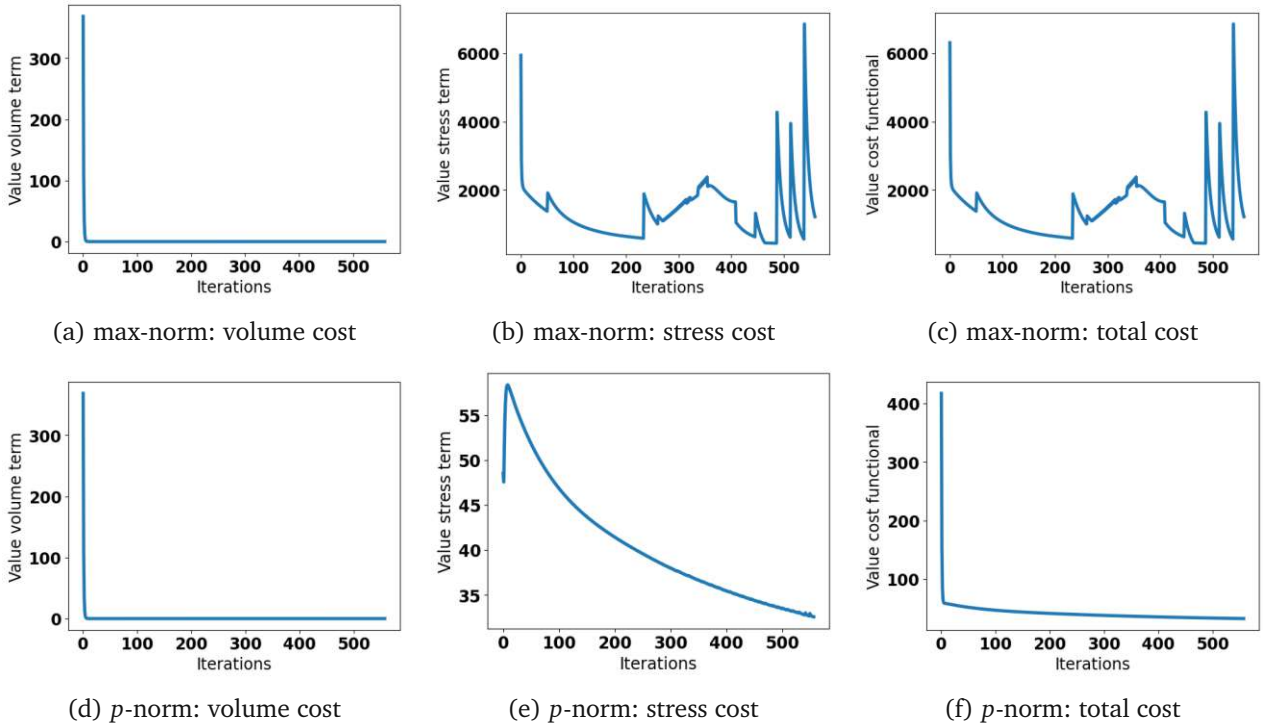 Value volume term
300
200
100
0
0 100 200 300 400 500
Iterations
(a) max-norm: volume cost
Value stress term
6000
4000
2000
0 100 200 300 400 500
Iterations
(b) max-norm: stress cost
Value cost functional
6000
4000
2000
0 100 200 300 400 500
Iterations
(c) max-norm: total cost
Value volume term
300
200
100
0
0 100 200 300 400 500
Iterations
(d) p-norm: volume cost
Value stress term
55
50
45
40
35
0 100 200 300 400 500
Iterations
(e) p-norm: stress cost
Value cost functional
400
300
200
100
0 100 200 300 400 500
Iterations
(f) p-norm: total cost